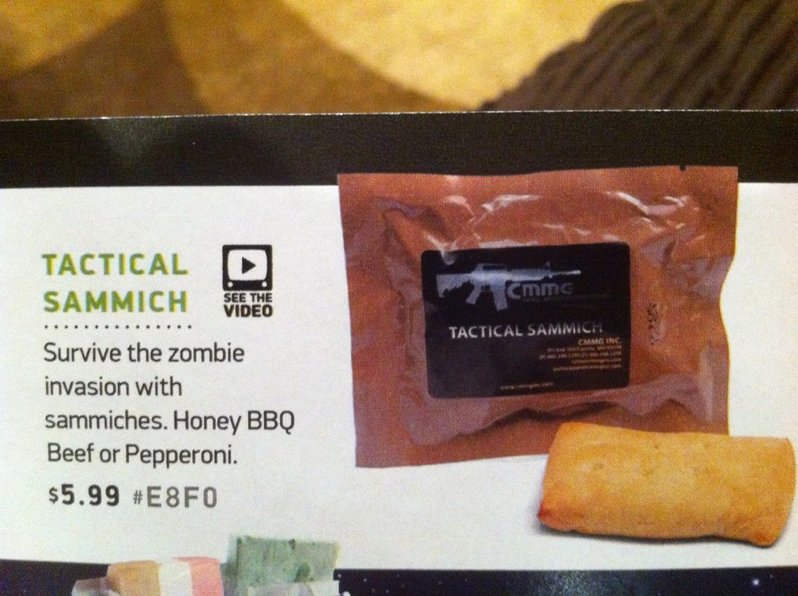 TACTICAL
SAMMICH
SEE THE
VIDEO
Survive the zombie
invasion with
sammiches. Honey BBQ
Beef or Pepperoni.
$5.99 #E8F0
cmmg
TACTICAL SAMMICH
CMMG INC.